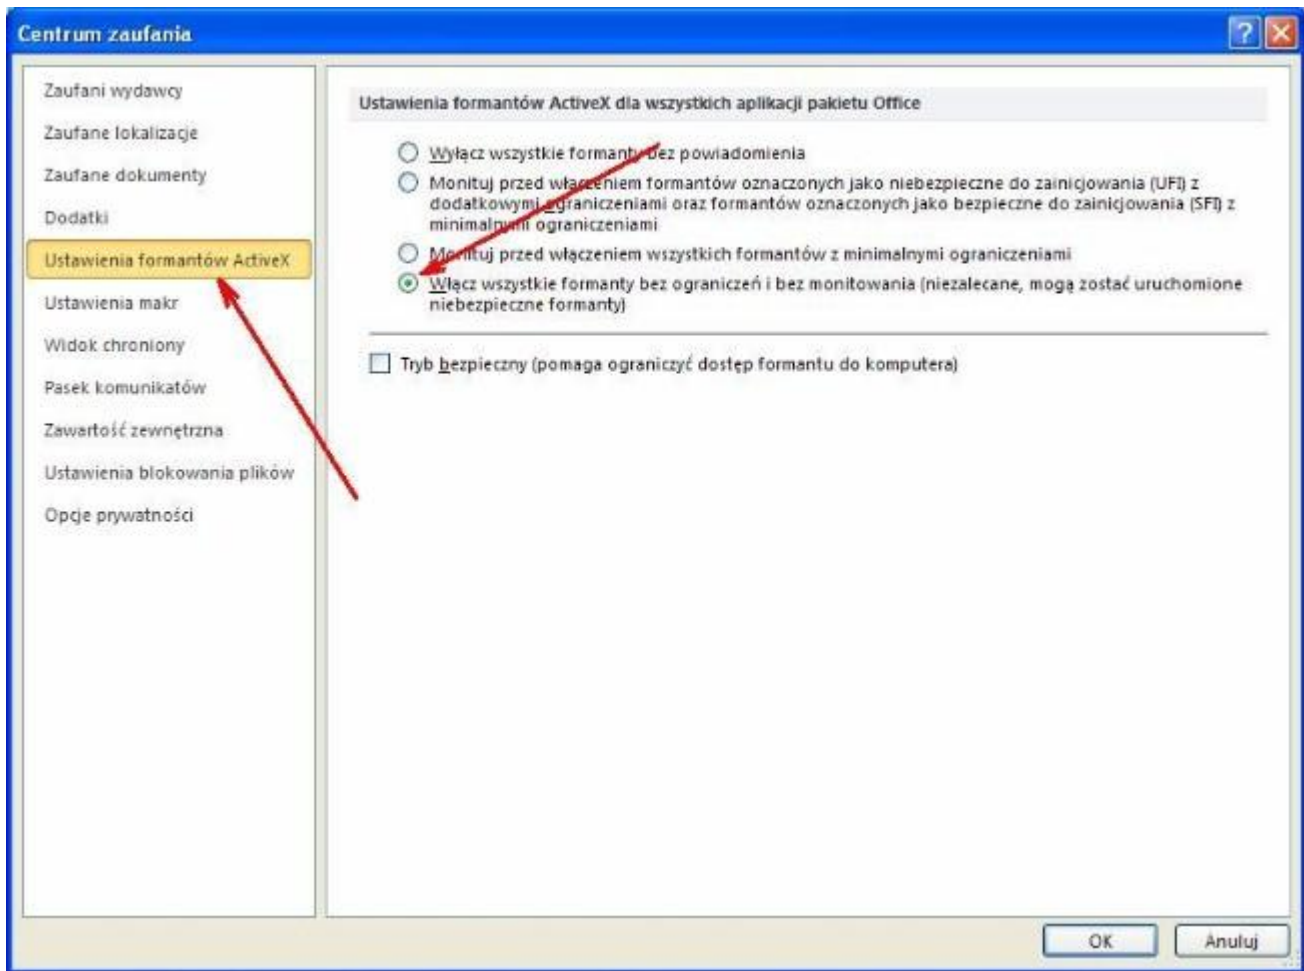 Centrum zaufania
Zaufani wydawcy
Zaufane lokalizacje
Zaufane dokumenty
Dodatki
Ustawienia formantów ActiveX
Ustawienia makr
Widok chroniony
Pasek komunikatów
Zawartość zewnętrzna
Ustawienia blokowania plików
Opcje prywatności
Ustawienia formantów ActiveX dla wszystkich aplikacji pakietu Office
Wyłącz wszystkie formanty bez powiadomienia
Monituj przed włączeniem formantów oznaczonych jako niebezpieczne do zainicjowania (UFI) z
dodatkowymi ograniczeniami oraz formantów oznaczonych jako bezpieczne do zainicjowania (SFI) z
minimalnymi ograniczeniami
Monituj przed włączeniem wszystkich formantów z minimalnymi ograniczeniami
Włącz wszystkie formanty bez ograniczeń i bez monitowania (niezalecane, mogą zostać uruchomione
niebezpieczne formanty)
Tryb bezpieczny (pomaga ograniczyć dostęp formantu do komputera)
OK
Anuluj